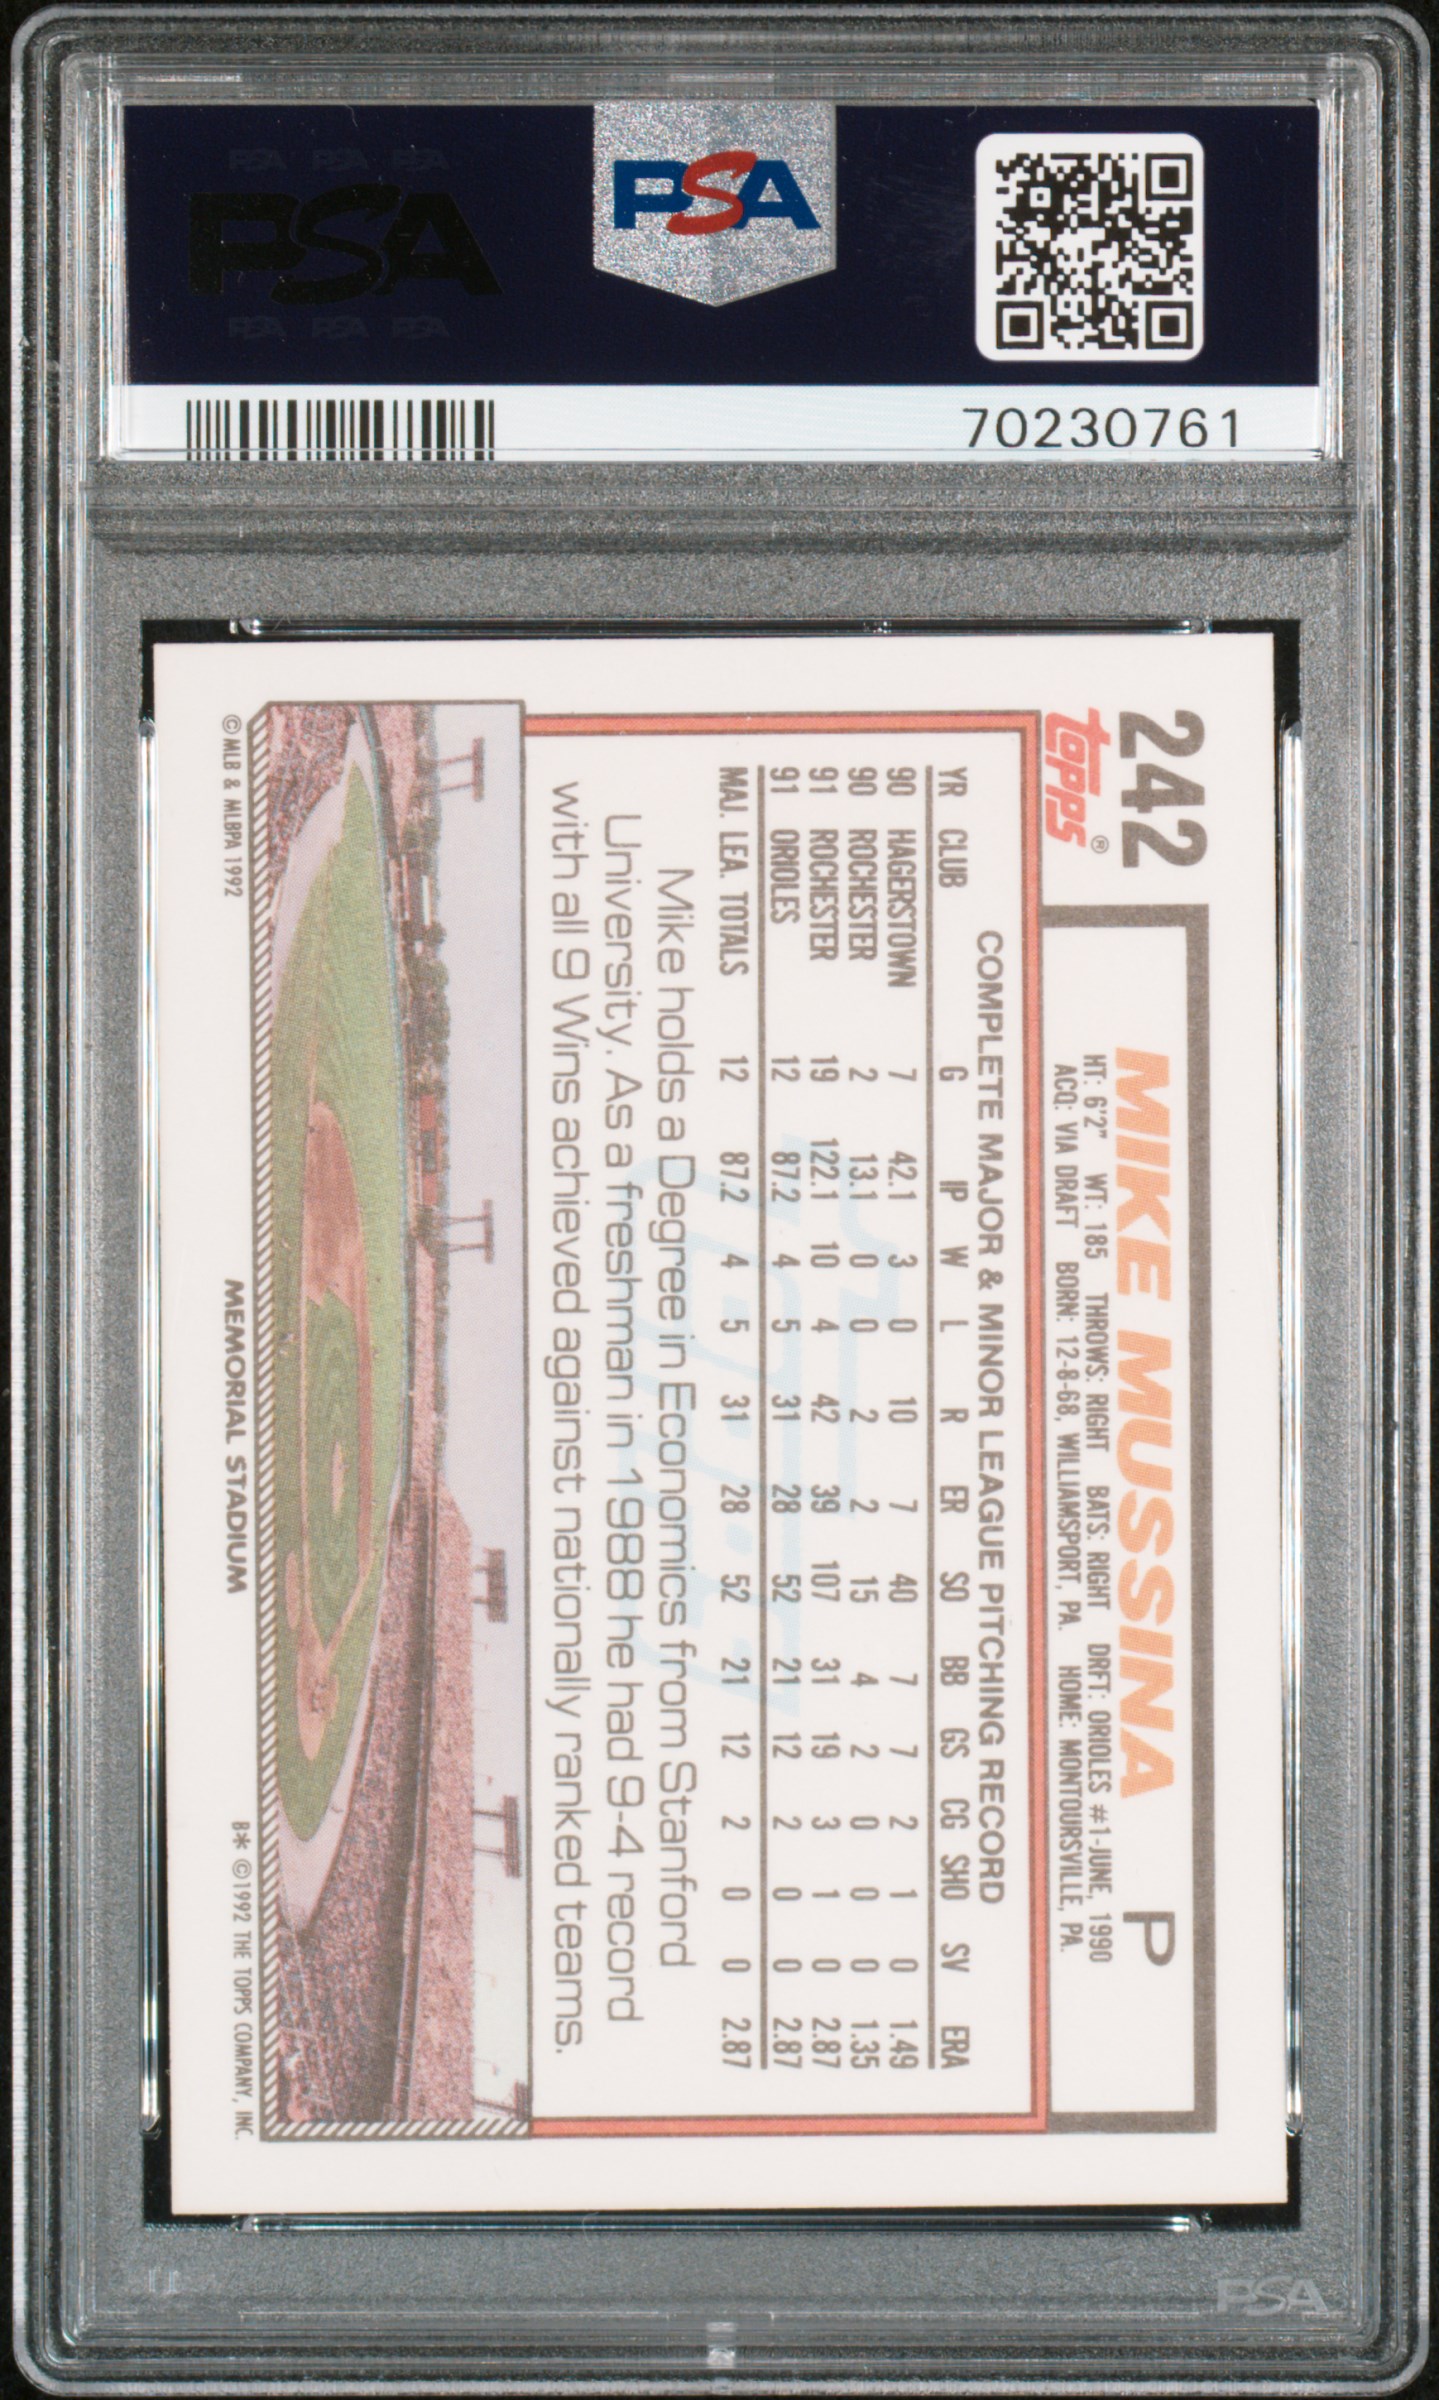 PSA PSA PSA
PSA
PSA PSA PSA
PSA
70230761
242
topps®
MIKE MUSSINA P
HT: 6'2" WT: 185 THROWS: RIGHT BATS: RIGHT DRFT: ORIOLES #1-JUNE, 1990
ACQ: VIA DRAFT BORN: 12-8-68, WILLIAMSPORT, PA. HOME: MONTOURSVILLE, PA.
COMPLETE MAJOR & MINOR LEAGUE PITCHING RECORD
YR CLUB G IP W L R ER SO BB GS CG SHO SV ERA
90 HAGERSTOWN 7 42.1 3 0 10 7 40 7 7 2 1 0 1.49
90 ROCHESTER 2 13.1 0 0 2 2 15 4 2 0 0 0 1.35
91 ROCHESTER 19 122.1 10 4 42 39 107 31 19 3 1 0 2.87
91 ORIOLES 12 87.2 4 5 31 28 52 21 12 2 0 0 2.87
MAJ. LEA. TOTALS 12 87.2 4 5 31 28 52 21 12 2 0 0 2.87
Mike holds a Degree in Economics from Stanford
University. As a freshman in 1988 he had 9-4 record
with all 9 Wins achieved against nationally ranked teams.
© MLB & MLBPA 1992
MEMORIAL STADIUM
B* ©1992 THE TOPPS COMPANY, INC.
PSA